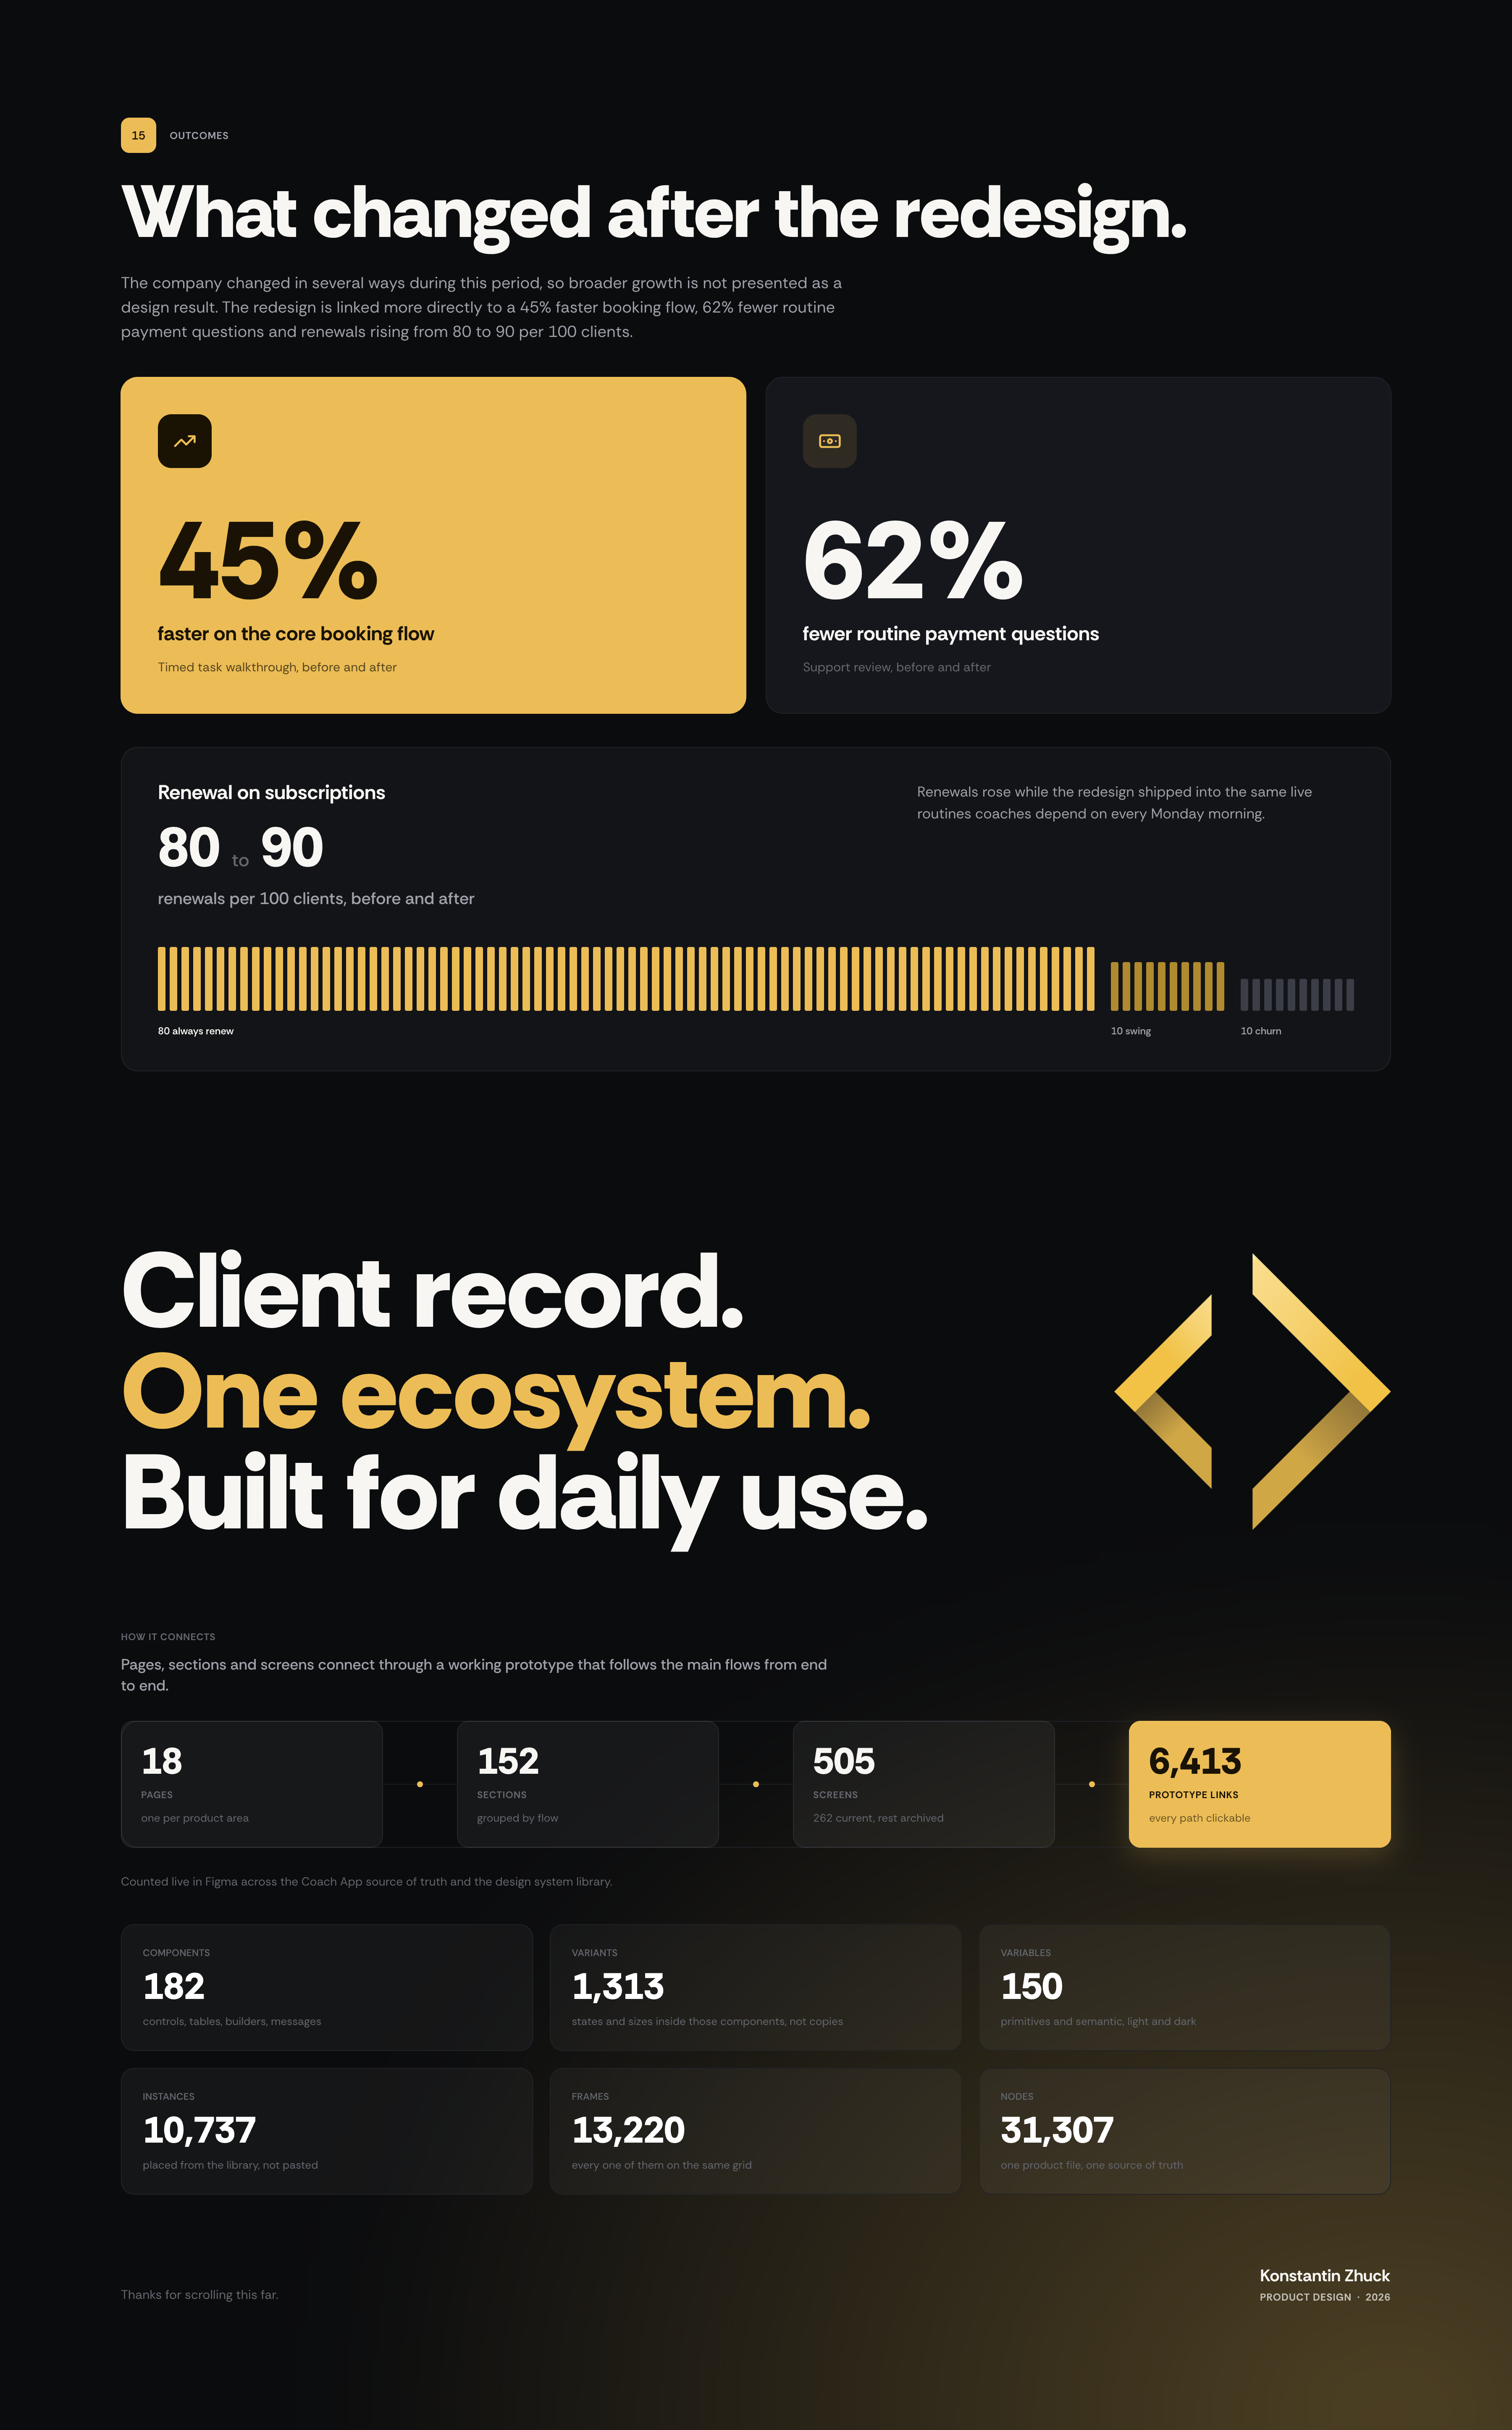 15 OUTCOMES
What changed after the redesign.
The company changed in several ways during this period, so broader growth is not presented as a
design result. The redesign is linked more directly to a 45% faster booking flow, 62% fewer routine
payment questions and renewals rising from 80 to 90 per 100 clients.
45%
faster on the core booking flow
Timed task walkthrough, before and after
62%
fewer routine payment questions
Support review, before and after
Renewal on subscriptions
80 to 90
renewals per 100 clients, before and after
Renewals rose while the redesign shipped into the same live
routines coaches depend on every Monday morning.
80 always renew
10 swing
10 churn
Client record.
One ecosystem.
Built for daily use.
HOW IT CONNECTS
Pages, sections and screens connect through a working prototype that follows the main flows from end
to end.
18
PAGES
one per product area
152
SECTIONS
grouped by flow
505
SCREENS
262 current, rest archived
6,413
PROTOTYPE LINKS
every path clickable
Counted live in Figma across the Coach App source of truth and the design system library.
COMPONENTS
182
controls, tables, builders, messages
VARIANTS
1,313
states and sizes inside those components, not copies
VARIABLES
150
primitives and semantic, light and dark
INSTANCES
10,737
placed from the library, not pasted
FRAMES
13,220
every one of them on the same grid
NODES
31,307
one product file, one source of truth
Thanks for scrolling this far.
Konstantin Zhuck
PRODUCT DESIGN · 2026